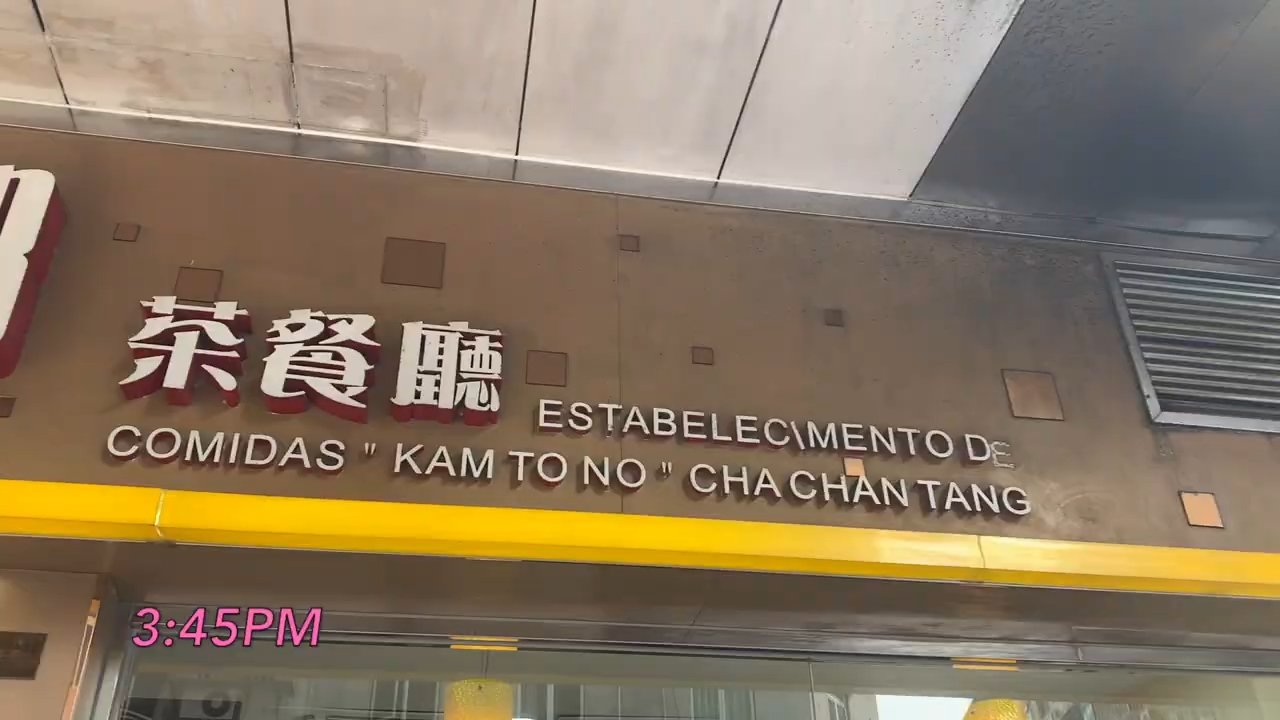 茶餐廳
ESTABELECIMENTO DE
COMIDAS " KAM TO NO " CHA CHAN TANG
3:45PM